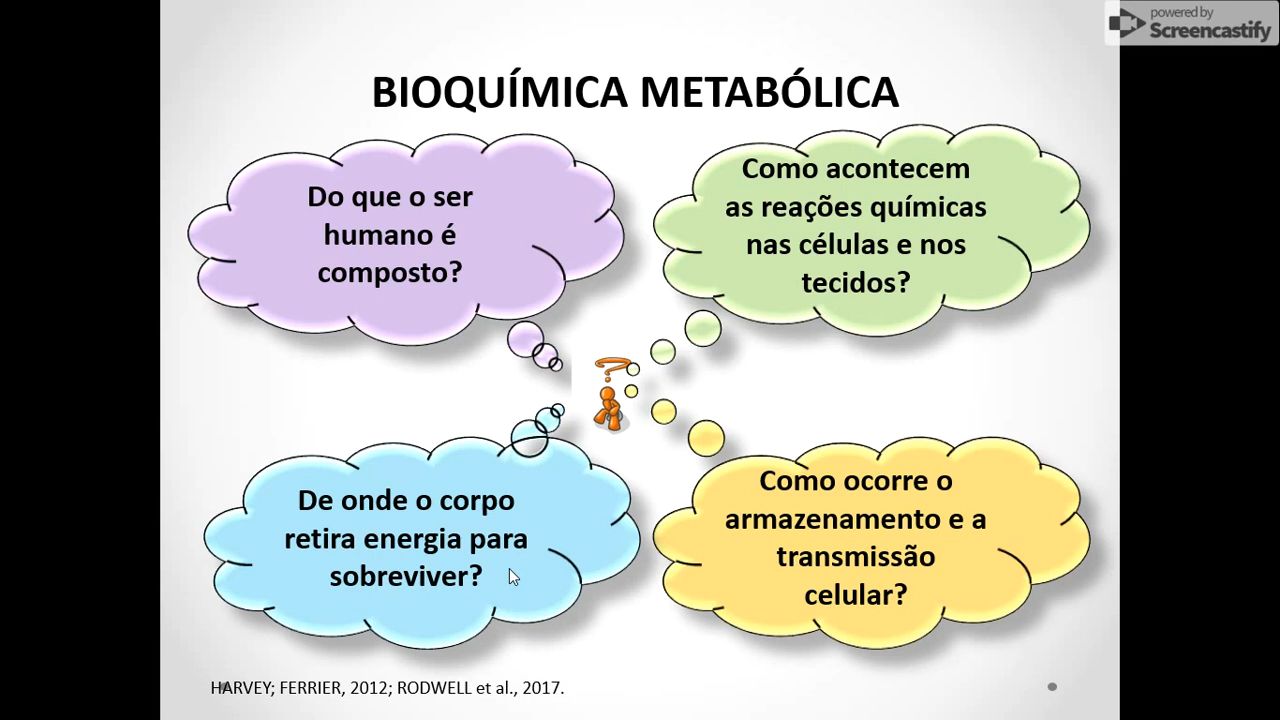 powered by
Screencastify
BIOQUÍMICA METABÓLICA
Do que o ser
humano é
composto?
Como acontecem
as reações químicas
nas células e nos
tecidos?
?
De onde o corpo
retira energia para
sobreviver?
Como ocorre o
armazenamento e a
transmissão
celular?
HARVEY; FERRIER, 2012; RODWELL et al., 2017.